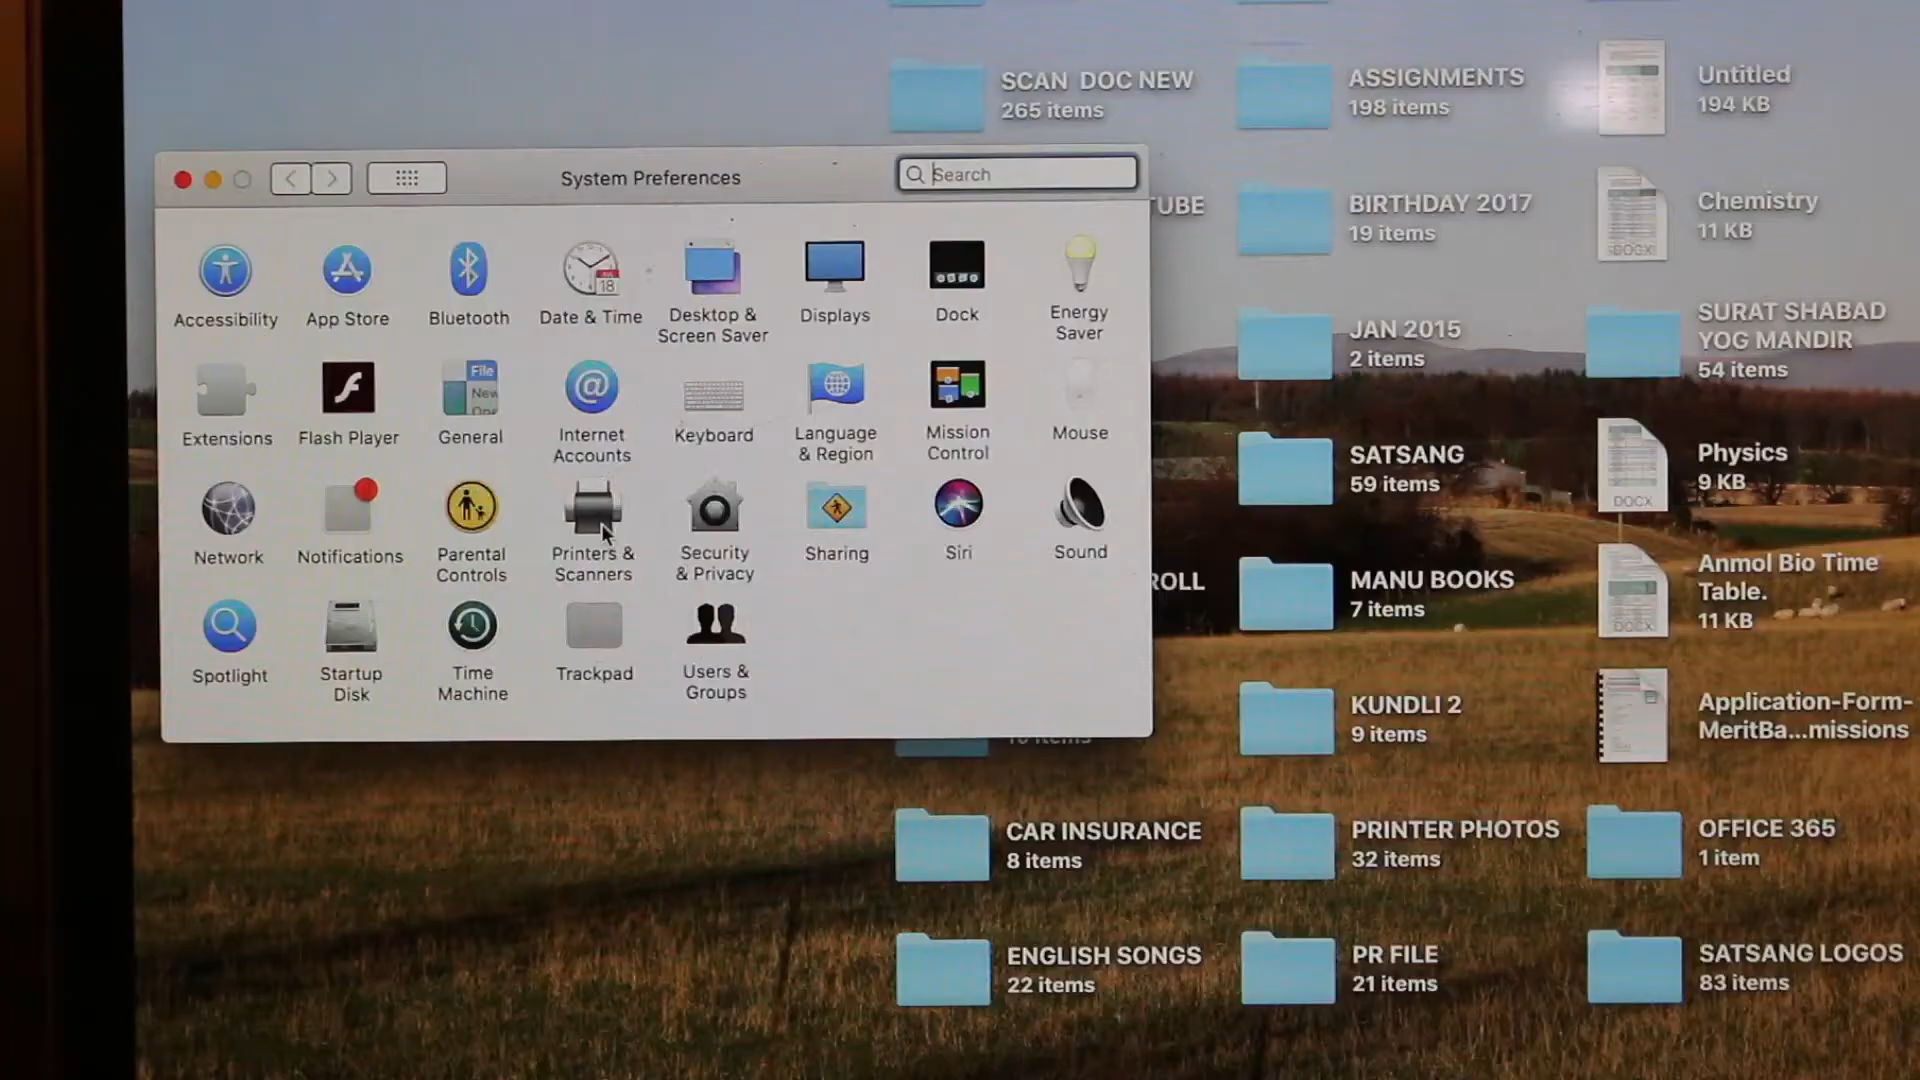 SCAN DOC NEW
265 items
ASSIGNMENTS
198 items
Untitled
194 KB
System Preferences
Search
TUBE
BIRTHDAY 2017
19 items
Chemistry
11 KB
DOCX
18
Accessibility
App Store
Bluetooth
Date & Time
Desktop &
Screen Saver
Displays
Dock
Energy
Saver
JAN 2015
2 items
SURAT SHABAD
YOG MANDIR
54 items
File
New
Extensions
Flash Player
General
Internet
Accounts
Keyboard
Language
& Region
Mission
Control
Mouse
SATSANG
59 items
Physics
9 KB
DOCX
Network
Notifications
Parental
Controls
Printers &
Scanners
Security
& Privacy
Sharing
Siri
Sound
ROLL
MANU BOOKS
7 items
Anmol Bio Time
Table.
11 KB
DOCX
Spotlight
Startup
Disk
Time
Machine
Trackpad
Users &
Groups
KUNDLI 2
9 items
Application-Form-
MeritBa...missions
CAR INSURANCE
8 items
PRINTER PHOTOS
32 items
OFFICE 365
1 item
ENGLISH SONGS
22 items
PR FILE
21 items
SATSANG LOGOS
83 items